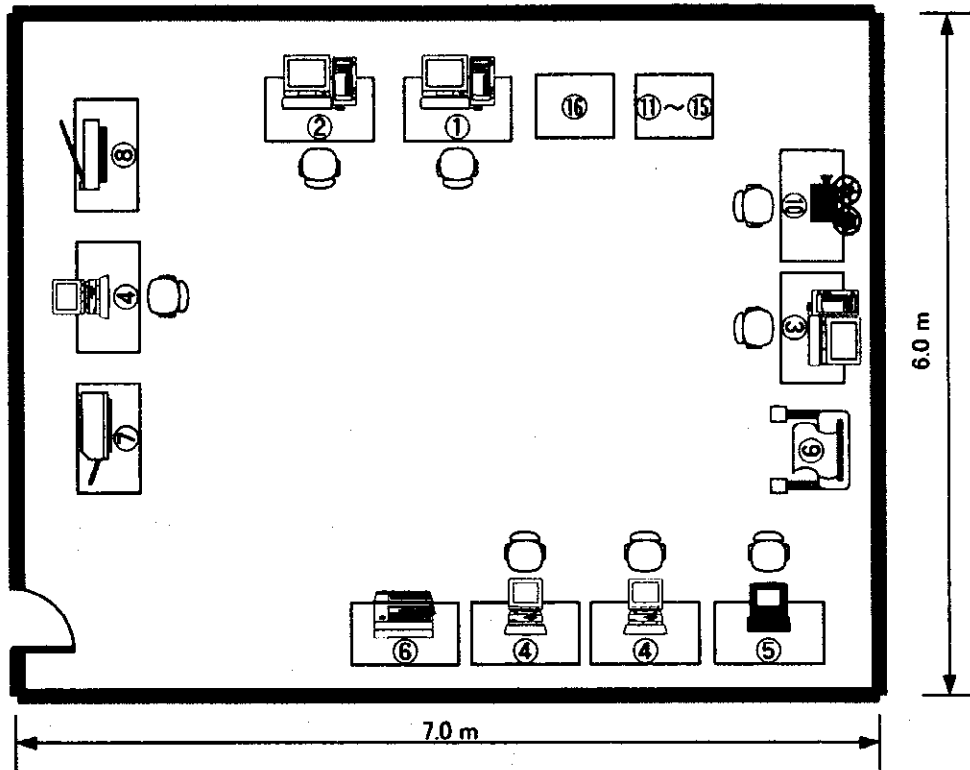 ② ① ⑯ ⑪～⑮
⑧
⑩
④
③
6.0 m
⑦
⑨
⑥ ④ ④ ⑤
7.0 m